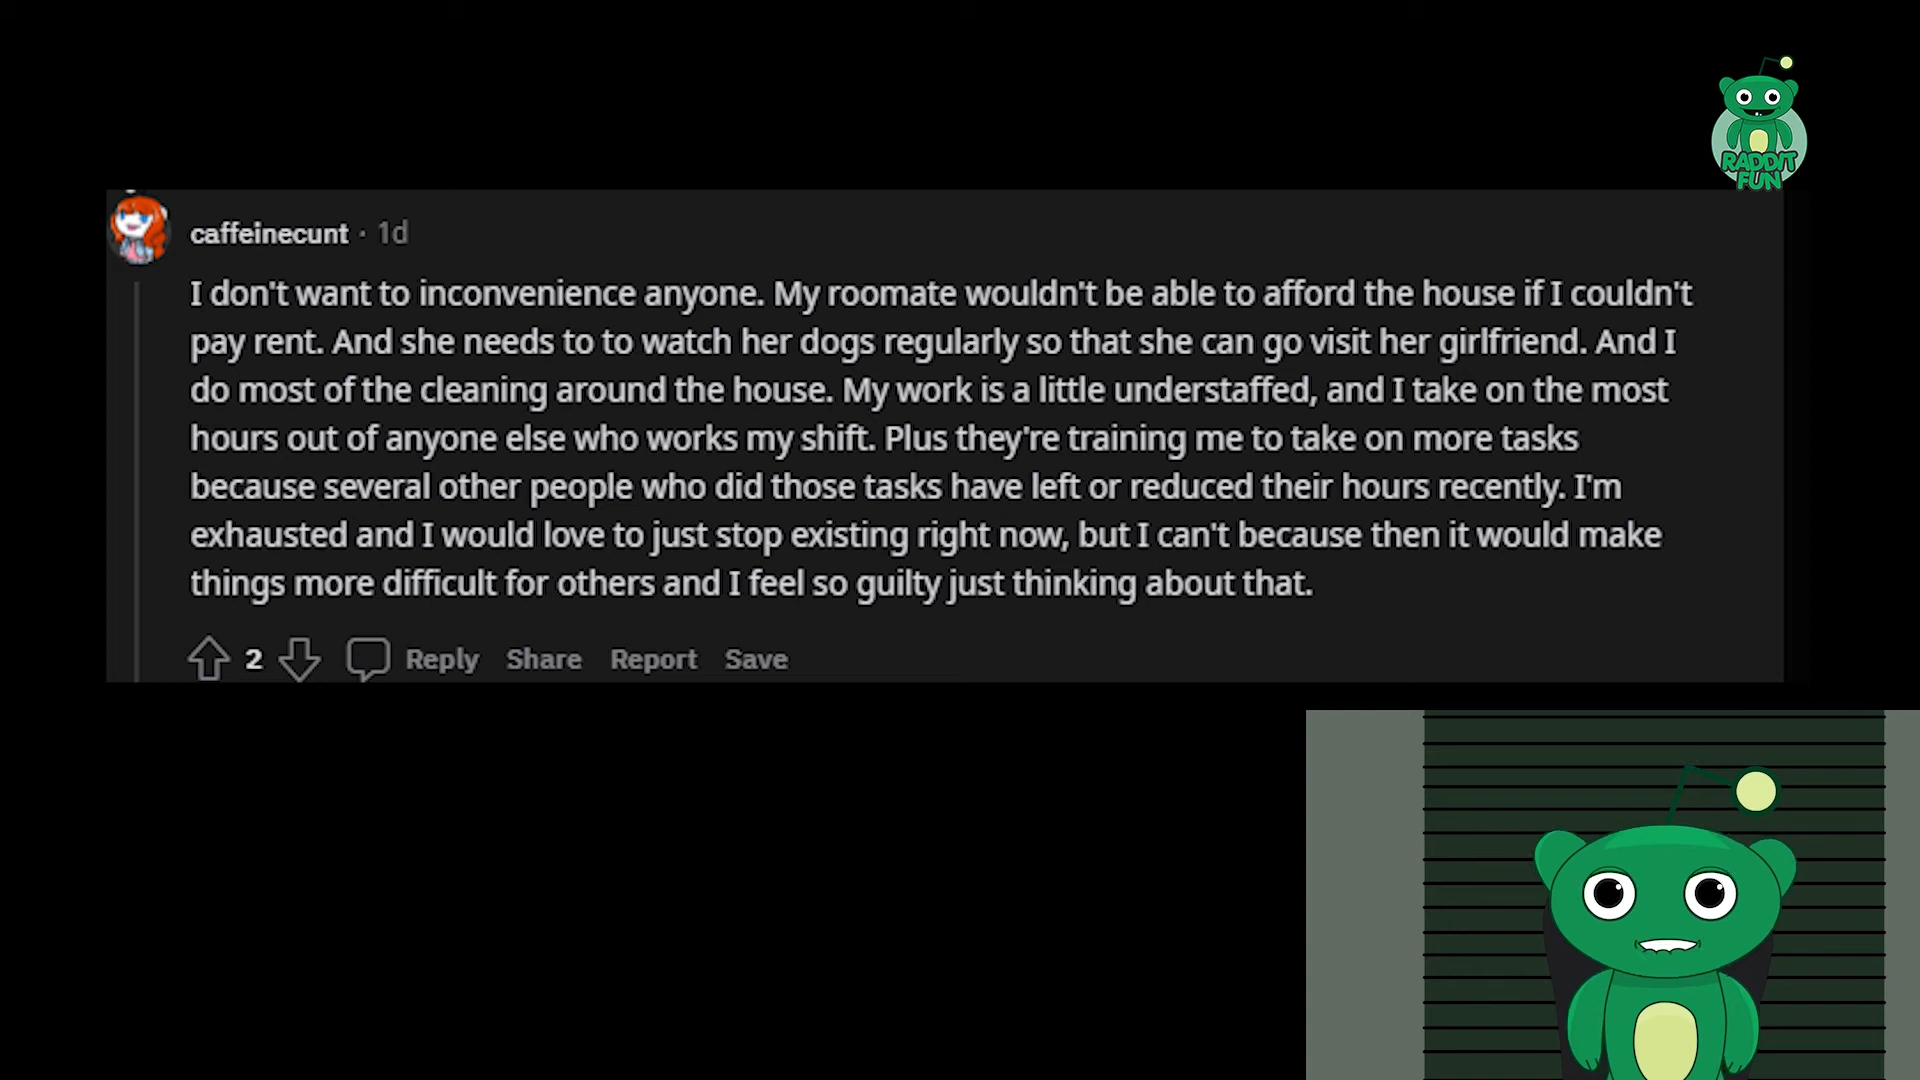 RADDIT
FUN
caffeinecunt · 1d
I don't want to inconvenience anyone. My roomate wouldn't be able to afford the house if I couldn't
pay rent. And she needs to to watch her dogs regularly so that she can go visit her girlfriend. And I
do most of the cleaning around the house. My work is a little understaffed, and I take on the most
hours out of anyone else who works my shift. Plus they're training me to take on more tasks
because several other people who did those tasks have left or reduced their hours recently. I'm
exhausted and I would love to just stop existing right now, but I can't because then it would make
things more difficult for others and I feel so guilty just thinking about that.
2 Reply Share Report Save